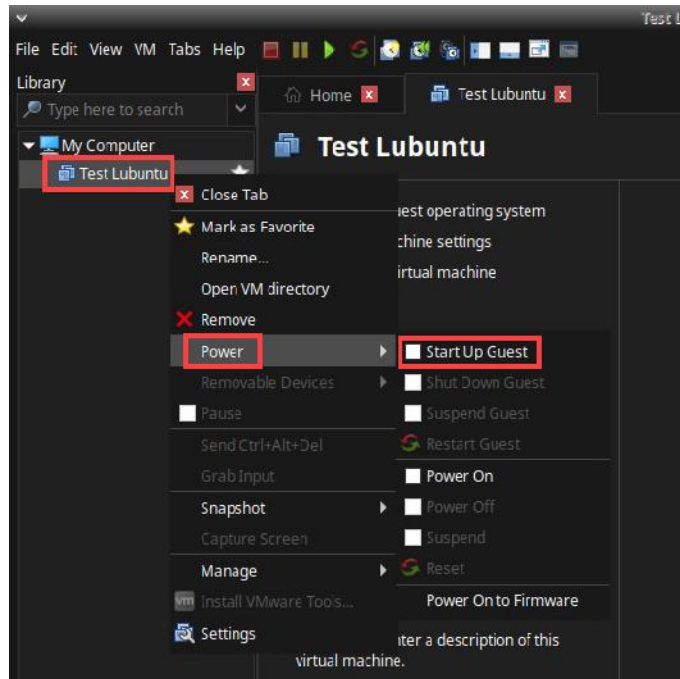 Test L
File Edit View VM Tabs Help
Library
Home
Test Lubuntu
Type here to search
My Computer
Test Lubuntu
Test Lubuntu
Close Tab
Mark as Favorite
Rename...
Open VM directory
Remove
Power
Removable Devices
Pause
Send Ctrl+Alt+Del
Grab Input
Snapshot
Capture Screen
Manage
vm Install VMware Tools...
Settings
operating system
settings
machine
Start Up Guest
Shut Down Guest
Suspend Guest
Restart Guest
Power On
Power Off
Suspend
Reset
Power On to Firmware
a description of this
virtual machine.